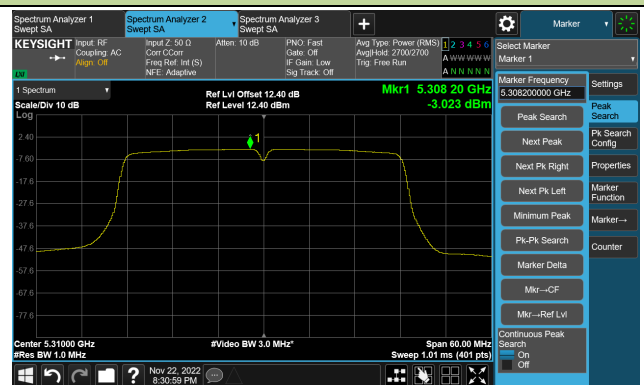 Spectrum Analyzer 1
Swept SA
Spectrum Analyzer 2
Swept SA
Spectrum Analyzer 3
Swept SA
Marker
KEYSIGHT
Input: RF
Coupling: AC
Align: Off
Input Z: 50 Ω
Corr CCorr
Freq Ref: Int (S)
NFE: Adaptive
Atten: 10 dB
PNO: Fast
Gate: Off
IF Gain: Low
Sig Track: Off
Avg Type: Power (RMS)
Avg|Hold: 2700/2700
Trig: Free Run
1 2 3 4 5 6
A W W W W W
A N N N N N
LXI
Select Marker
Marker 1
1 Spectrum
Scale/Div 10 dB
Log
Ref Lvl Offset 12.40 dB
Ref Level 12.40 dBm
Mkr1 5.308 20 GHz
-3.023 dBm
1
2.40
-7.60
-17.6
-27.6
-37.6
-47.6
-57.6
-67.6
-77.6
Center 5.31000 GHz
#Res BW 1.0 MHz
#Video BW 3.0 MHz*
Span 60.00 MHz
Sweep 1.01 ms (401 pts)
Marker Frequency
5.308200000 GHz
Peak Search
Next Peak
Next Pk Right
Next Pk Left
Minimum Peak
Pk-Pk Search
Marker Delta
Mkr→CF
Mkr→Ref Lvl
Continuous Peak
Search
On
Off
Settings
Peak
Search
Pk Search
Config
Properties
Marker
Function
Marker→
Counter
?
Nov 22, 2022
8:30:59 PM